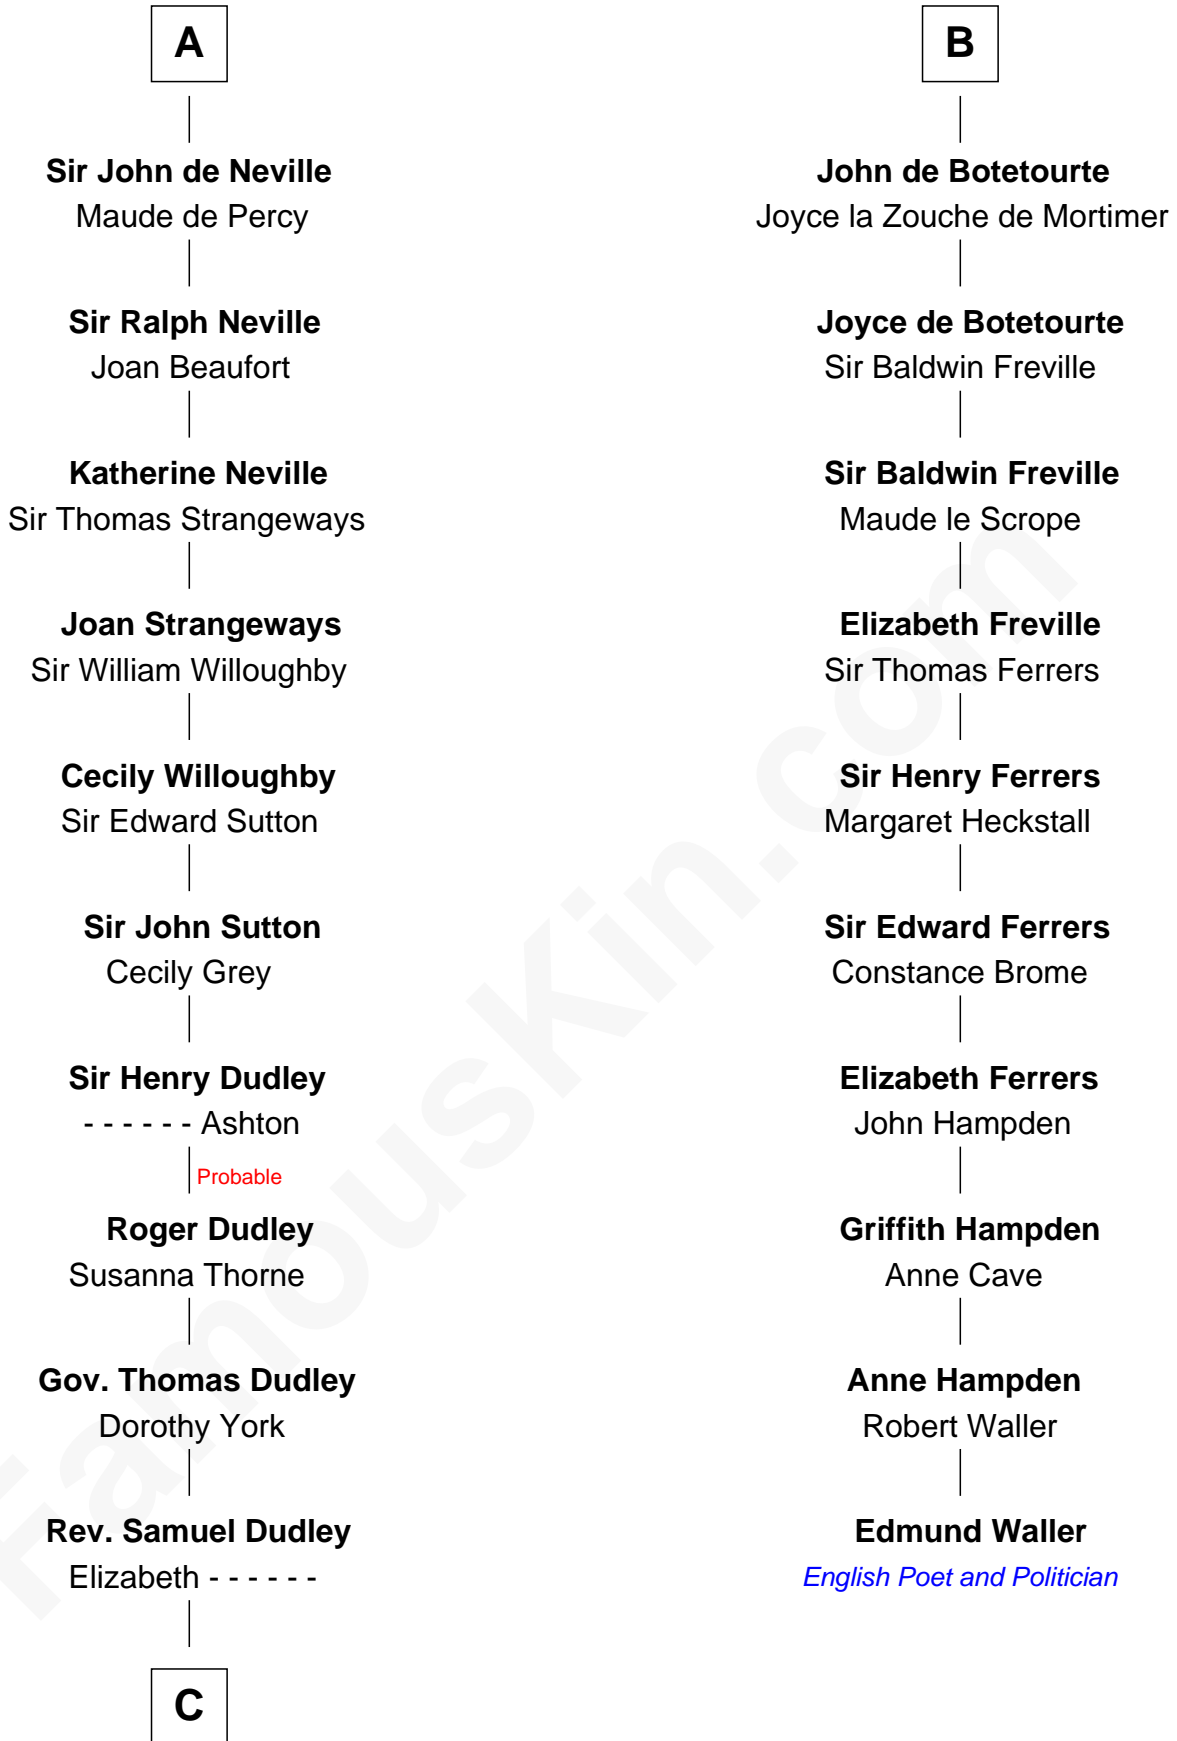 A
Sir John de Neville
Maude de Percy
Sir Ralph Neville
Joan Beaufort
Katherine Neville
Sir Thomas Strangeways
Joan Strangeways
Sir William Willoughby
Cecily Willoughby
Sir Edward Sutton
Sir John Sutton
Cecily Grey
Sir Henry Dudley
- - - - - - Ashton
Probable
Roger Dudley
Susanna Thorne
Gov. Thomas Dudley
Dorothy York
Rev. Samuel Dudley
Elizabeth - - - - - -
C
B
John de Botetourte
Joyce la Zouche de Mortimer
Joyce de Botetourte
Sir Baldwin Freville
Sir Baldwin Freville
Maude le Scrope
Elizabeth Freville
Sir Thomas Ferrers
Sir Henry Ferrers
Margaret Heckstall
Sir Edward Ferrers
Constance Brome
Elizabeth Ferrers
John Hampden
Griffith Hampden
Anne Cave
Anne Hampden
Robert Waller
Edmund Waller
English Poet and Politician
FamousKin.com